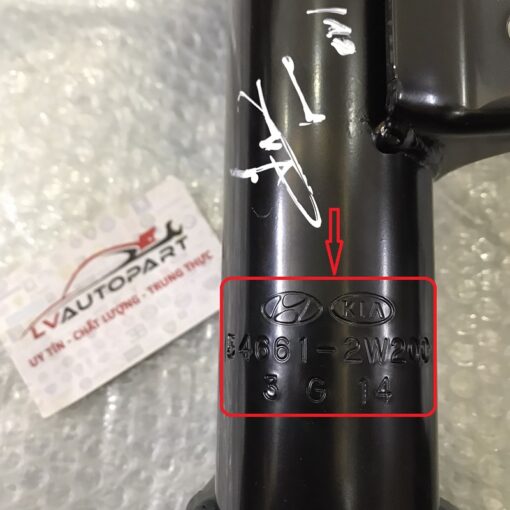 LVAUTOPART
UY TÍN - CHẤT LƯỢNG - TRUNG THỰC
KIA
54661-2W200
3 G 14